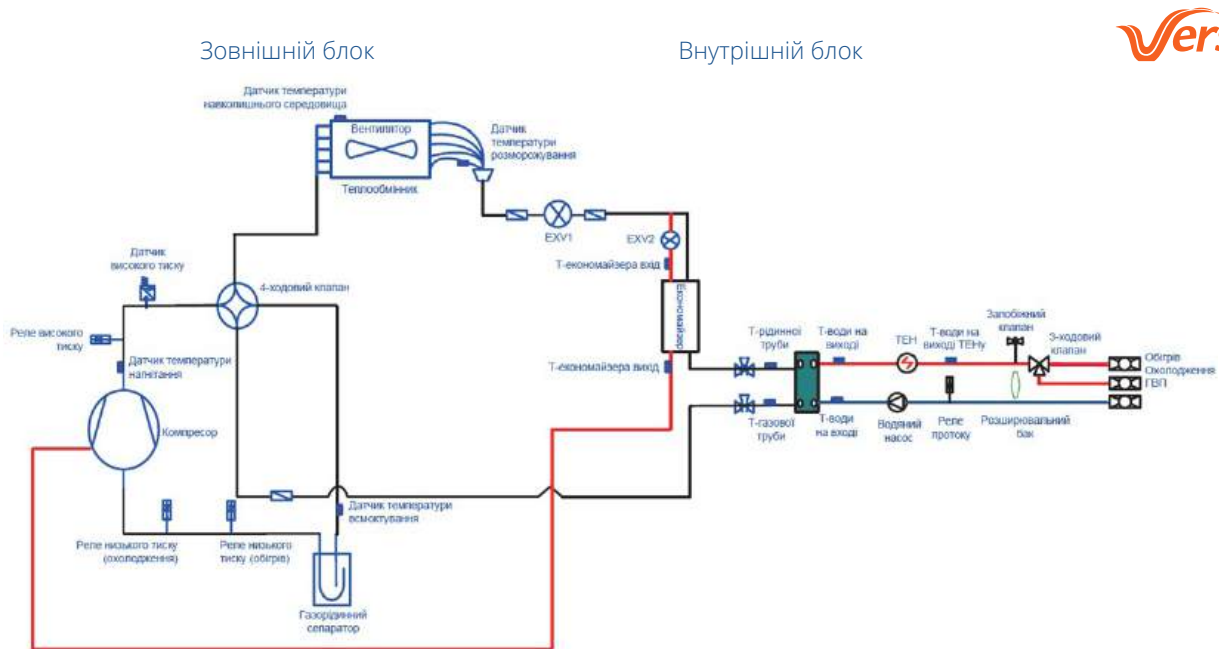 Зовнішній блок
Внутрішній блок
Vers
Датчик температури
навколишнього середовища
Вентилятор
Датчик
температури
розморожування
Теплообмінник
EXV1
EXV2
Датчик
високого тиску
4-ходовий клапан
Т-економайзера вхід
Економайзер
Реле високого
тиску
Датчик температури
нагнітання
Т-економайзера вихід
Т-рідинної
труби
Т-води на
виході
ТЕН
Т-води на
виході ТЕНу
Запобіжний
клапан
3-ходовий
клапан
Обігрів
Охолодження
ГВП
Компресор
Т-газової
труби
Т-води
на вході
Водяний
насос
Реле
протоку
Розширювальний
бак
Датчик температури
всмоктування
Реле низького тиску
(охолодження)
Реле низького
тиску (обігрів)
Газорідинний
сепаратор